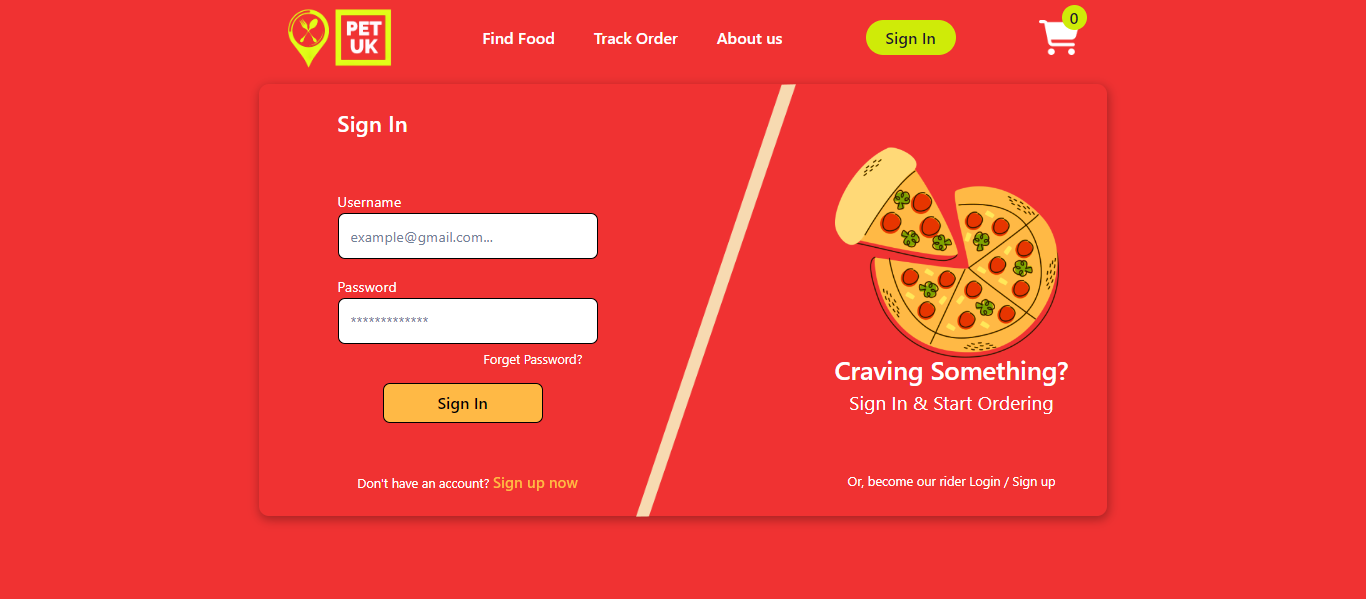 PET
UK
Find Food
Track Order
About us
Sign In
0
Sign In
Username
example@gmail.com...
Password
*************
Forget Password?
Sign In
Don't have an account? Sign up now
Craving Something?
Sign In & Start Ordering
Or, become our rider Login / Sign up